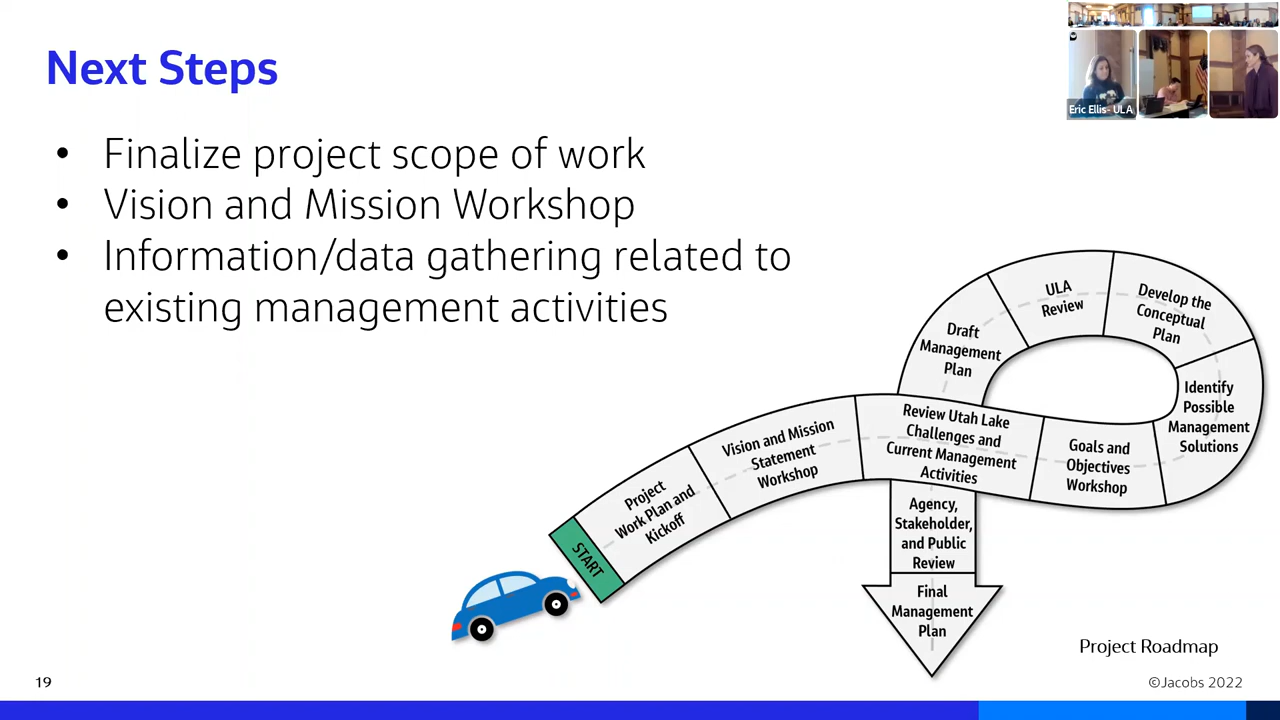 Next Steps
• Finalize project scope of work
• Vision and Mission Workshop
• Information/data gathering related to
existing management activities
Eric Ellis- ULA
START
Project
Work Plan and
Kickoff
Vision and Mission
Statement
Workshop
Review Utah Lake
Challenges and
Current Management
Activities
Goals and
Objectives
Workshop
Identify
Possible
Management
Solutions
Develop the
Conceptual
Plan
ULA
Review
Draft
Management
Plan
Agency,
Stakeholder,
and Public
Review
Final
Management
Plan
Project Roadmap
19
©Jacobs 2022